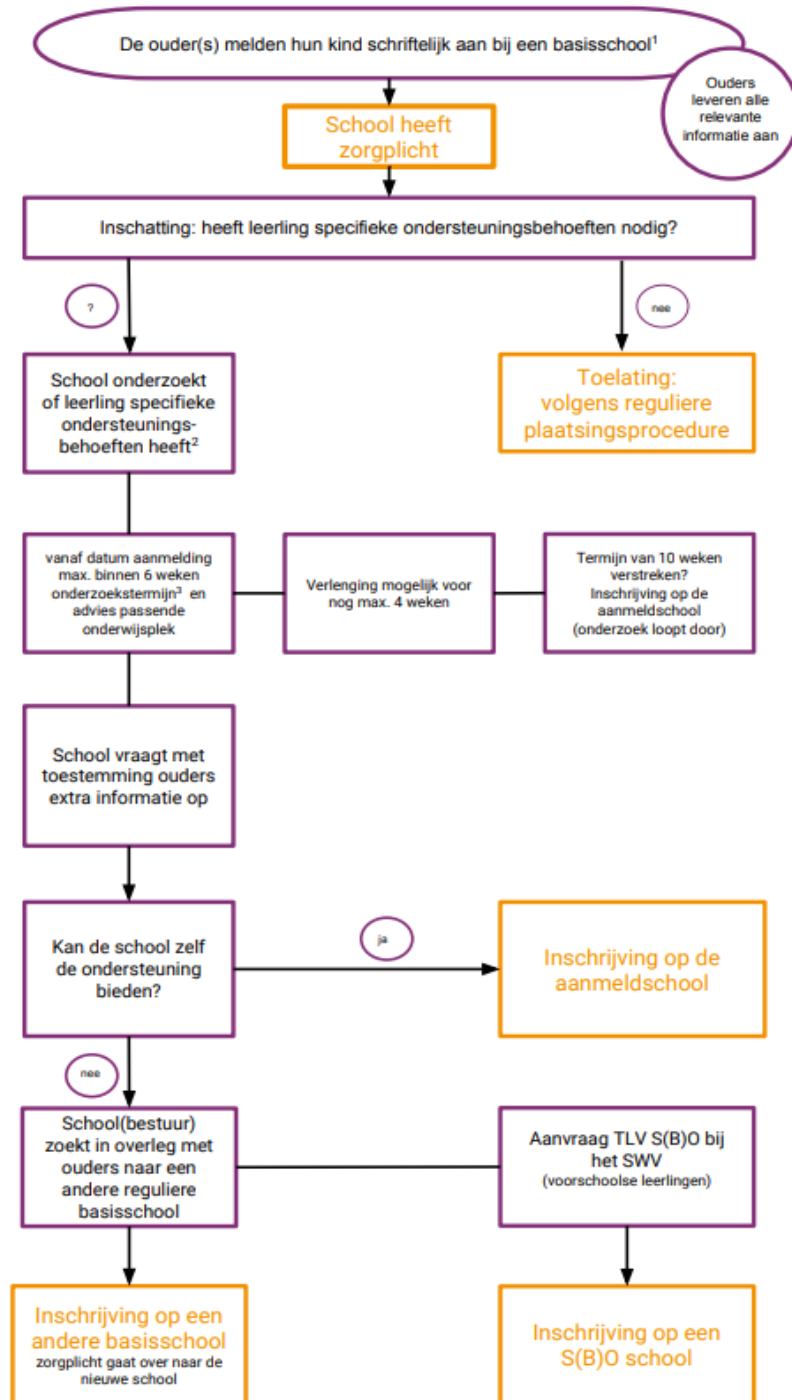 De ouder(s) melden hun kind schriftelijk aan bij een basisschool¹
Ouders
leveren alle
relevante
informatie aan
School heeft
zorgplicht
Inschatting: heeft leerling specifieke ondersteuningsbehoeften nodig?
?
nee
School onderzoekt
of leerling specifieke
ondersteunings-
behoeften heeft²
Toelating:
volgens reguliere
plaatsingsprocedure
vanaf datum aanmelding
max. binnen 6 weken
onderzoekstermijn³ en
advies passende
onderwijsplek
Verlenging mogelijk voor
nog max. 4 weken
Termijn van 10 weken
verstreken?
Inschrijving op de
aanmeldschool
(onderzoek loopt door)
School vraagt met
toestemming ouders
extra informatie op
Kan de school zelf
de ondersteuning
bieden?
ja
Inschrijving op de
aanmeldschool
nee
School(bestuur)
zoekt in overleg met
ouders naar een
andere reguliere
basisschool
Aanvraag TLV S(B)O bij
het SWV
(voorschoolse leerlingen)
Inschrijving op een
andere basisschool
zorgplicht gaat over naar de
nieuwe school
Inschrijving op een
S(B)O school